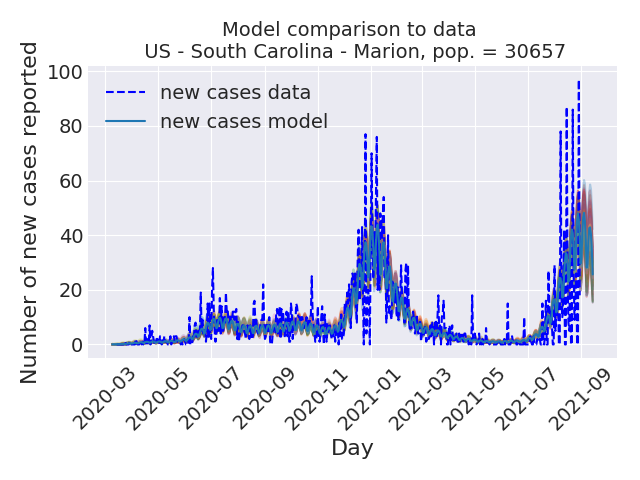 Model comparison to data
US - South Carolina - Marion, pop. = 30657
new cases data
new cases model
Number of new cases reported
100
80
60
40
20
0
2020-03
2020-05
2020-07
2020-09
2020-11
2021-01
2021-03
2021-05
2021-07
2021-09
Day